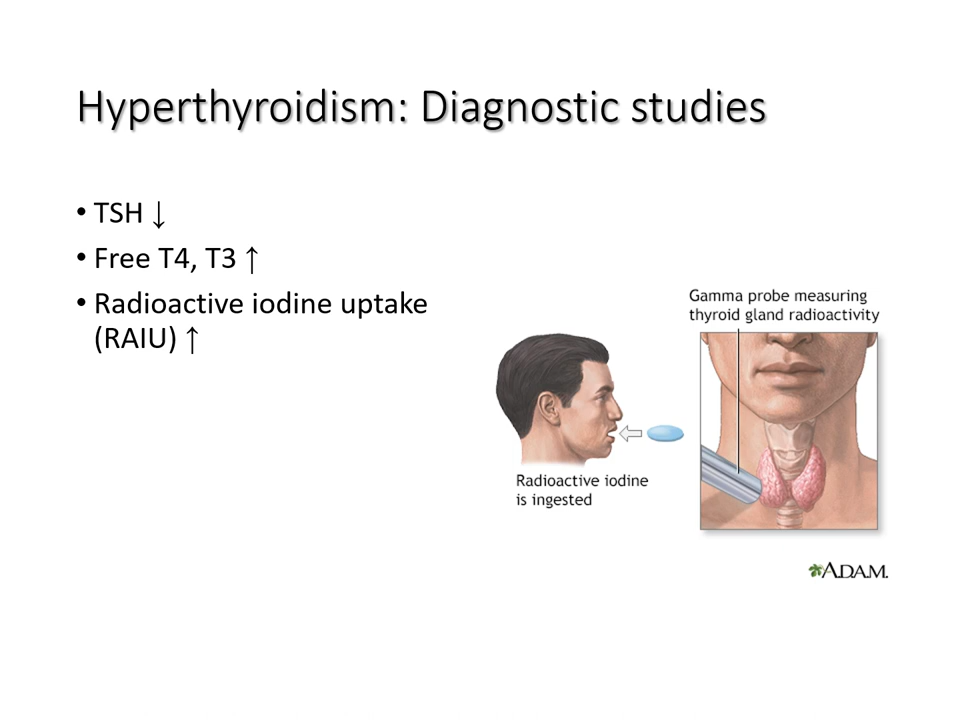 Hyperthyroidism: Diagnostic studies
• TSH ↓
• Free T4, T3 ↑
• Radioactive iodine uptake
(RAIU) ↑
Gamma probe measuring
thyroid gland radioactivity
Radioactive iodine
is ingested
ADAM.